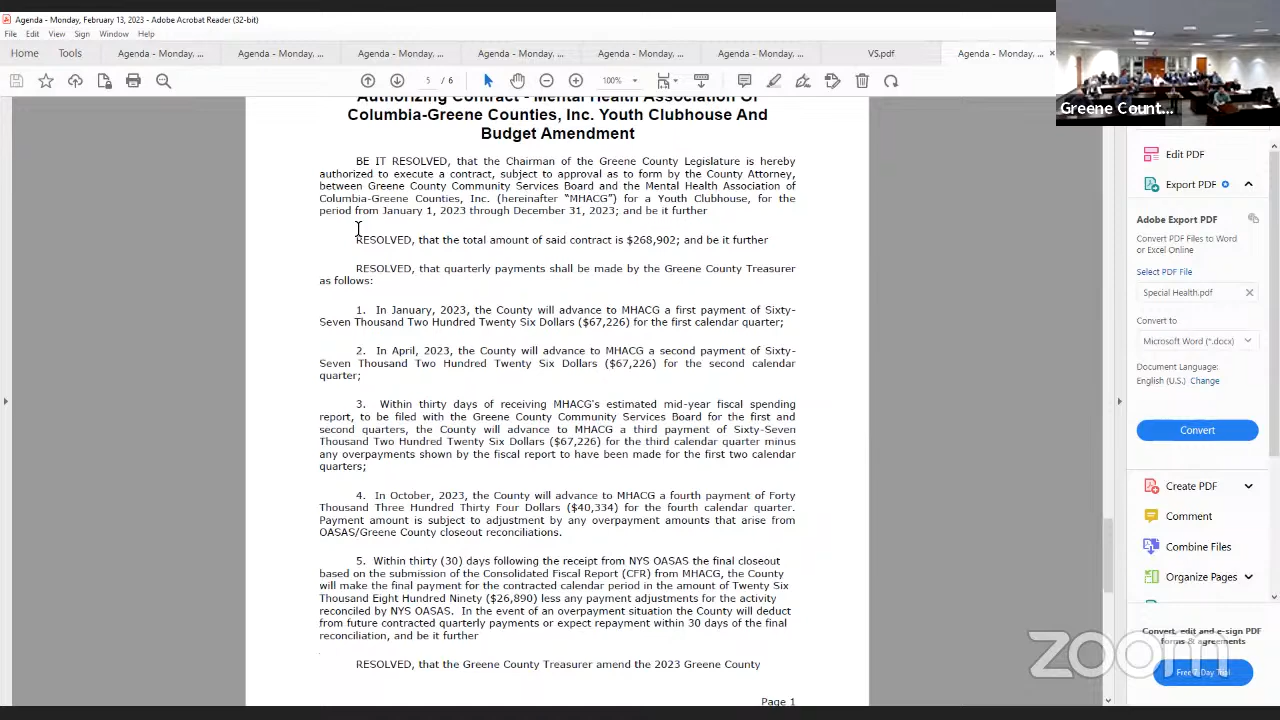 Agenda - Monday, February 13, 2023 - Adobe Acrobat Reader (32-bit)
File Edit View Sign Window Help
Home Tools Agenda - Monday, ... Agenda - Monday, ... Agenda - Monday, ... Agenda - Monday, ... Agenda - Monday, ... Agenda - Monday, ... VS.pdf Agenda - Monday, ... ×
5 / 6 100%
Greene Count...
Authorizing Contract - Mental Health Association Of
Columbia-Greene Counties, Inc. Youth Clubhouse And
Budget Amendment
BE IT RESOLVED, that the Chairman of the Greene County Legislature is hereby
authorized to execute a contract, subject to approval as to form by the County Attorney,
between Greene County Community Services Board and the Mental Health Association of
Columbia-Greene Counties, Inc. (hereinafter “MHACG”) for a Youth Clubhouse, for the
period from January 1, 2023 through December 31, 2023; and be it further
RESOLVED, that the total amount of said contract is $268,902; and be it further
RESOLVED, that quarterly payments shall be made by the Greene County Treasurer
as follows:
1. In January, 2023, the County will advance to MHACG a first payment of Sixty-
Seven Thousand Two Hundred Twenty Six Dollars ($67,226) for the first calendar quarter;
2. In April, 2023, the County will advance to MHACG a second payment of Sixty-
Seven Thousand Two Hundred Twenty Six Dollars ($67,226) for the second calendar
quarter;
3. Within thirty days of receiving MHACG's estimated mid-year fiscal spending
report, to be filed with the Greene County Community Services Board for the first and
second quarters, the County will advance to MHACG a third payment of Sixty-Seven
Thousand Two Hundred Twenty Six Dollars ($67,226) for the third calendar quarter minus
any overpayments shown by the fiscal report to have been made for the first two calendar
quarters;
4. In October, 2023, the County will advance to MHACG a fourth payment of Forty
Thousand Three Hundred Thirty Four Dollars ($40,334) for the fourth calendar quarter.
Payment amount is subject to adjustment by any overpayment amounts that arise from
OASAS/Greene County closeout reconciliations.
5. Within thirty (30) days following the receipt from NYS OASAS the final closeout
based on the submission of the Consolidated Fiscal Report (CFR) from MHACG, the County
will make the final payment for the contracted calendar period in the amount of Twenty Six
Thousand Eight Hundred Ninety ($26,890) less any payment adjustments for the activity
reconciled by NYS OASAS. In the event of an overpayment situation the County will deduct
from future contracted quarterly payments or expect repayment within 30 days of the final
reconciliation, and be it further
RESOLVED, that the Greene County Treasurer amend the 2023 Greene County
Page 1
Edit PDF
Export PDF
Adobe Export PDF
Convert PDF Files to Word
or Excel Online
Select PDF File
Special Health.pdf
Convert to
Microsoft Word (*.docx)
Document Language:
English (U.S.) Change
Convert
Create PDF
Comment
Combine Files
Organize Pages
Convert, edit and e-sign PDF
forms & agreements
Free 7-Day Trial
zoom